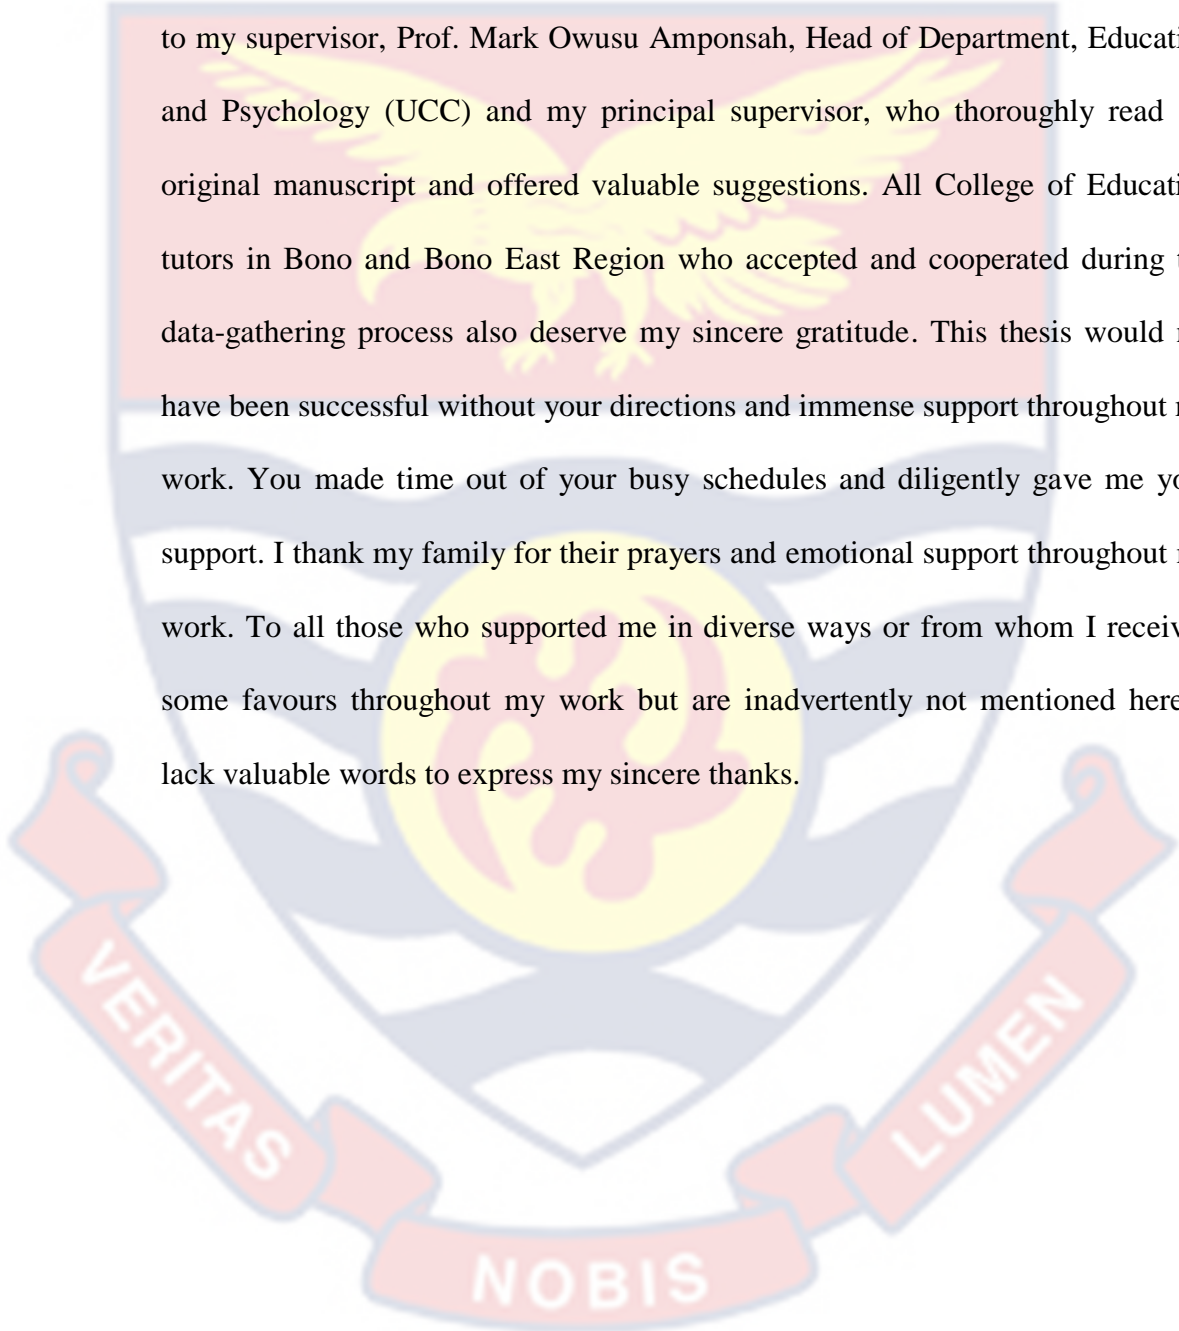 to my supervisor, Prof. Mark Owusu Amponsah, Head of Department, Educati
and Psychology (UCC) and my principal supervisor, who thoroughly read
original manuscript and offered valuable suggestions. All College of Educati
tutors in Bono and Bono East Region who accepted and cooperated during
data-gathering process also deserve my sincere gratitude. This thesis would
have been successful without your directions and immense support throughout
work. You made time out of your busy schedules and diligently gave me yo
support. I thank my family for their prayers and emotional support throughout
work. To all those who supported me in diverse ways or from whom I receiv
some favours throughout my work but are inadvertently not mentioned here
lack valuable words to express my sincere thanks.
VERITAS
NOBIS
LUMEN